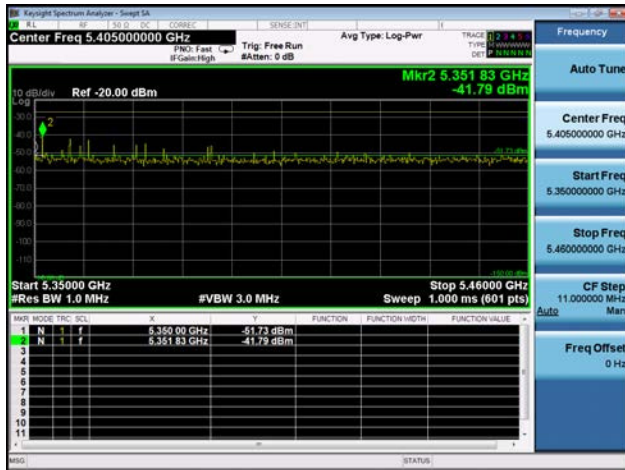 Keysight Spectrum Analyzer - Swept SA
RL RF 50 Ω DC CORREC SENSE:INT
Center Freq 5.405000000 GHz
PNO: Fast
IFGain:High
Trig: Free Run
#Atten: 0 dB
Avg Type: Log-Pwr
TRACE 1 2 3 4 5
TYPE
DET P N N N N N
Mkr2 5.351 83 GHz
-41.79 dBm
10 dB/div Ref -20.00 dBm
Log
-30.0
-40.0
-50.0
-60.0
-70.0
-80.0
-90.0
-100
-110
2
-51.73 dBm
Start 5.35000 GHz
Stop 5.46000 GHz
#Res BW 1.0 MHz
#VBW 3.0 MHz
Sweep 1.000 ms (601 pts)
MKR MODE TRC SCL X Y FUNCTION FUNCTION WIDTH FUNCTION VALUE
1 N 1 f 5.350 00 GHz -51.73 dBm
2 N 1 f 5.351 83 GHz -41.79 dBm
3
4
5
6
7
8
9
10
11
MSG
STATUS
Frequency
Auto Tune
Center Freq
5.405000000 GHz
Start Freq
5.350000000 GHz
Stop Freq
5.460000000 GHz
CF Step
11.000000 MHz
Auto Man
Freq Offset
0 Hz